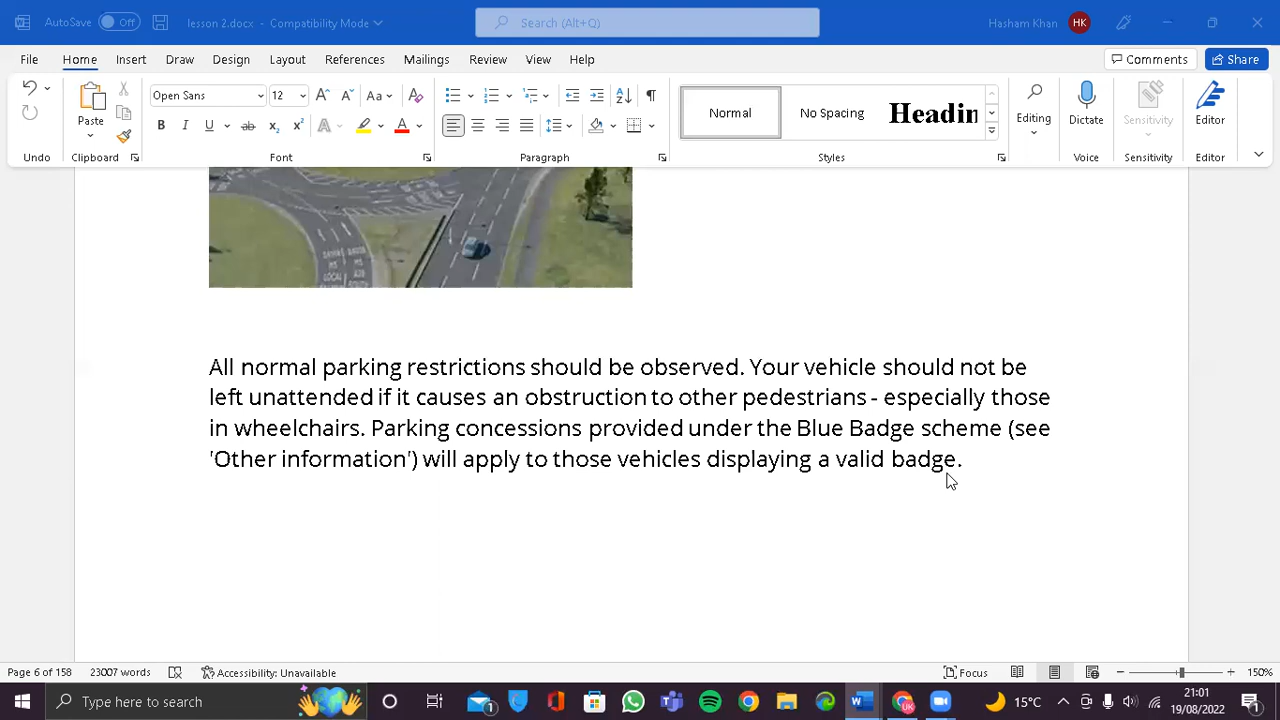 AutoSave Off lesson 2.docx - Compatibility Mode Search (Alt+Q) Hasham Khan HK
File Home Insert Draw Design Layout References Mailings Review View Help Comments Share
Open Sans 12 Aa Normal No Spacing Headin
Paste Editing Dictate Sensitivity Editor
Undo Clipboard Font Paragraph Styles Voice Sensitivity Editor
All normal parking restrictions should be observed. Your vehicle should not be
left unattended if it causes an obstruction to other pedestrians - especially those
in wheelchairs. Parking concessions provided under the Blue Badge scheme (see
'Other information') will apply to those vehicles displaying a valid badge.
Page 6 of 158 23007 words Accessibility: Unavailable Focus 150%
Type here to search 15°C 21:01
19/08/2022